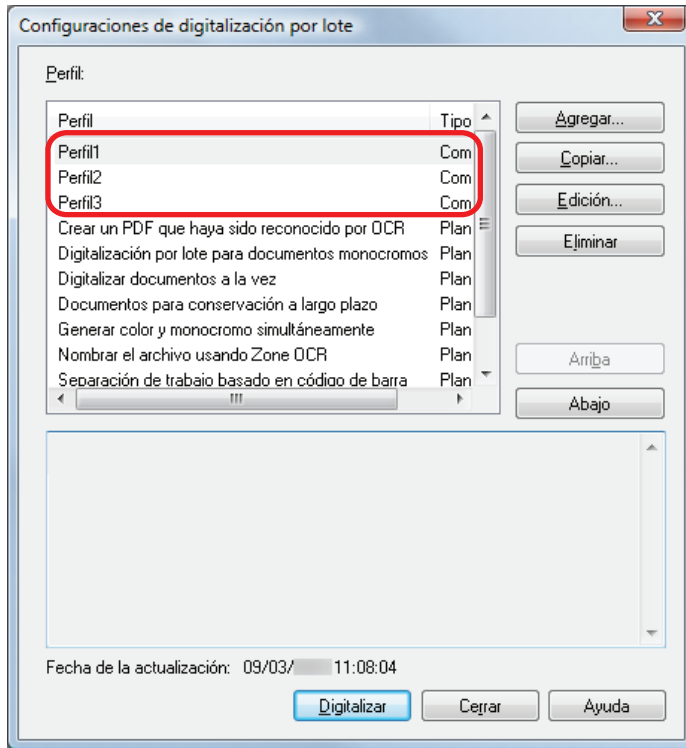 Configuraciones de digitalización por lote
Perfil:
Perfil Tipo
Perfil1 Com
Perfil2 Com
Perfil3 Com
Crear un PDF que haya sido reconocido por OCR Plan
Digitalización por lote para documentos monocromos Plan
Digitalizar documentos a la vez Plan
Documentos para conservación a largo plazo Plan
Generar color y monocromo simultáneamente Plan
Nombrar el archivo usando Zone OCR Plan
Separación de trabajo basado en código de barra Plan
Agregar...
Copiar...
Edición...
Eliminar
Arriba
Abajo
Fecha de la actualización: 09/03/ 11:08:04
Digitalizar Cerrar Ayuda